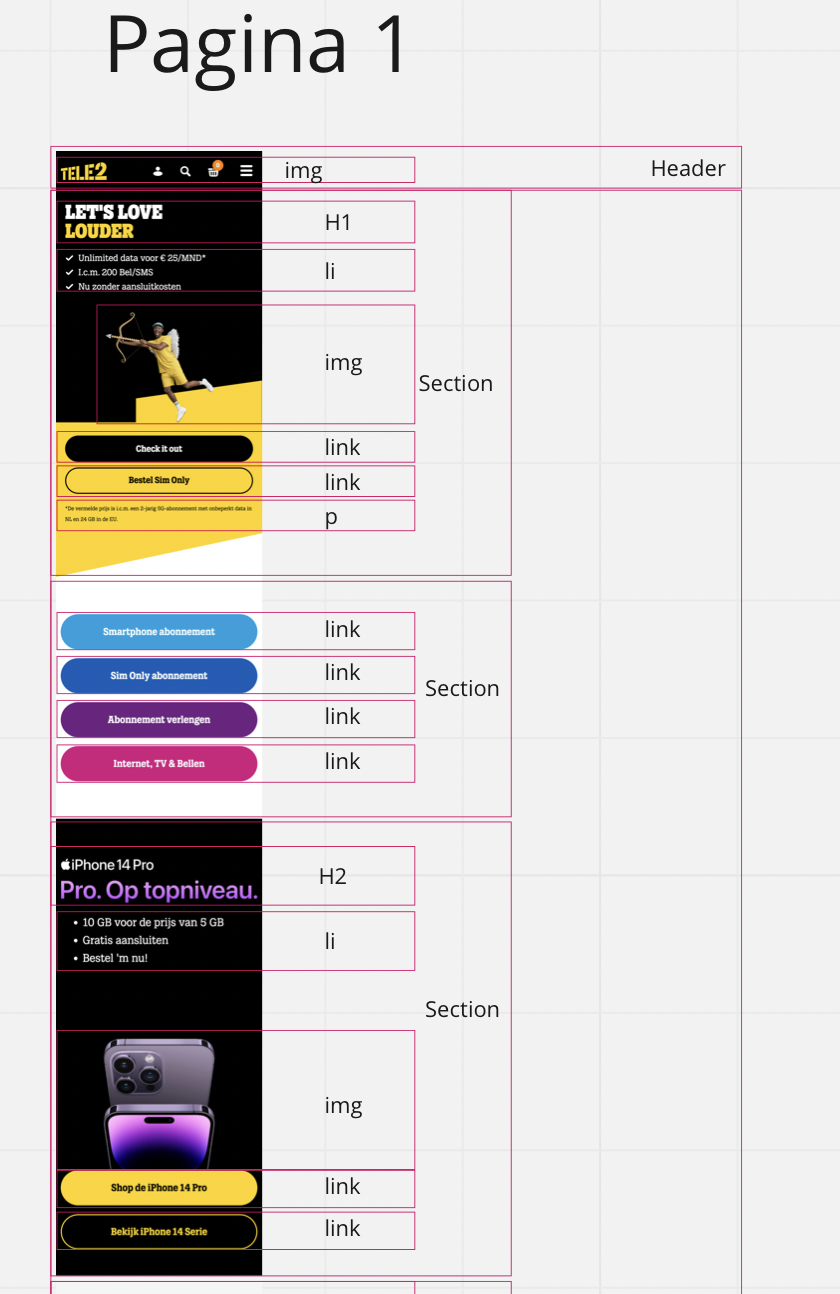 Pagina 1
TELE2
0
img
Header
LET'S LOVE
LOUDER
H1
Unlimited data voor € 25/MND*
I.c.m. 200 Bel/SMS
Nu zonder aansluitkosten
li
img
Section
Check it out
link
Bestel Sim Only
link
*De vermelde prijs is i.c.m. een 2-jarig 5G-abonnement met onbeperkt data in
NL en 24 GB in de EU.
p
Smartphone abonnement
link
Sim Only abonnement
link
Section
Abonnement verlengen
link
Internet, TV & Bellen
link
iPhone 14 Pro
Pro. Op topniveau.
H2
• 10 GB voor de prijs van 5 GB
• Gratis aansluiten
• Bestel 'm nu!
li
Section
img
Shop de iPhone 14 Pro
link
Bekijk iPhone 14 Serie
link